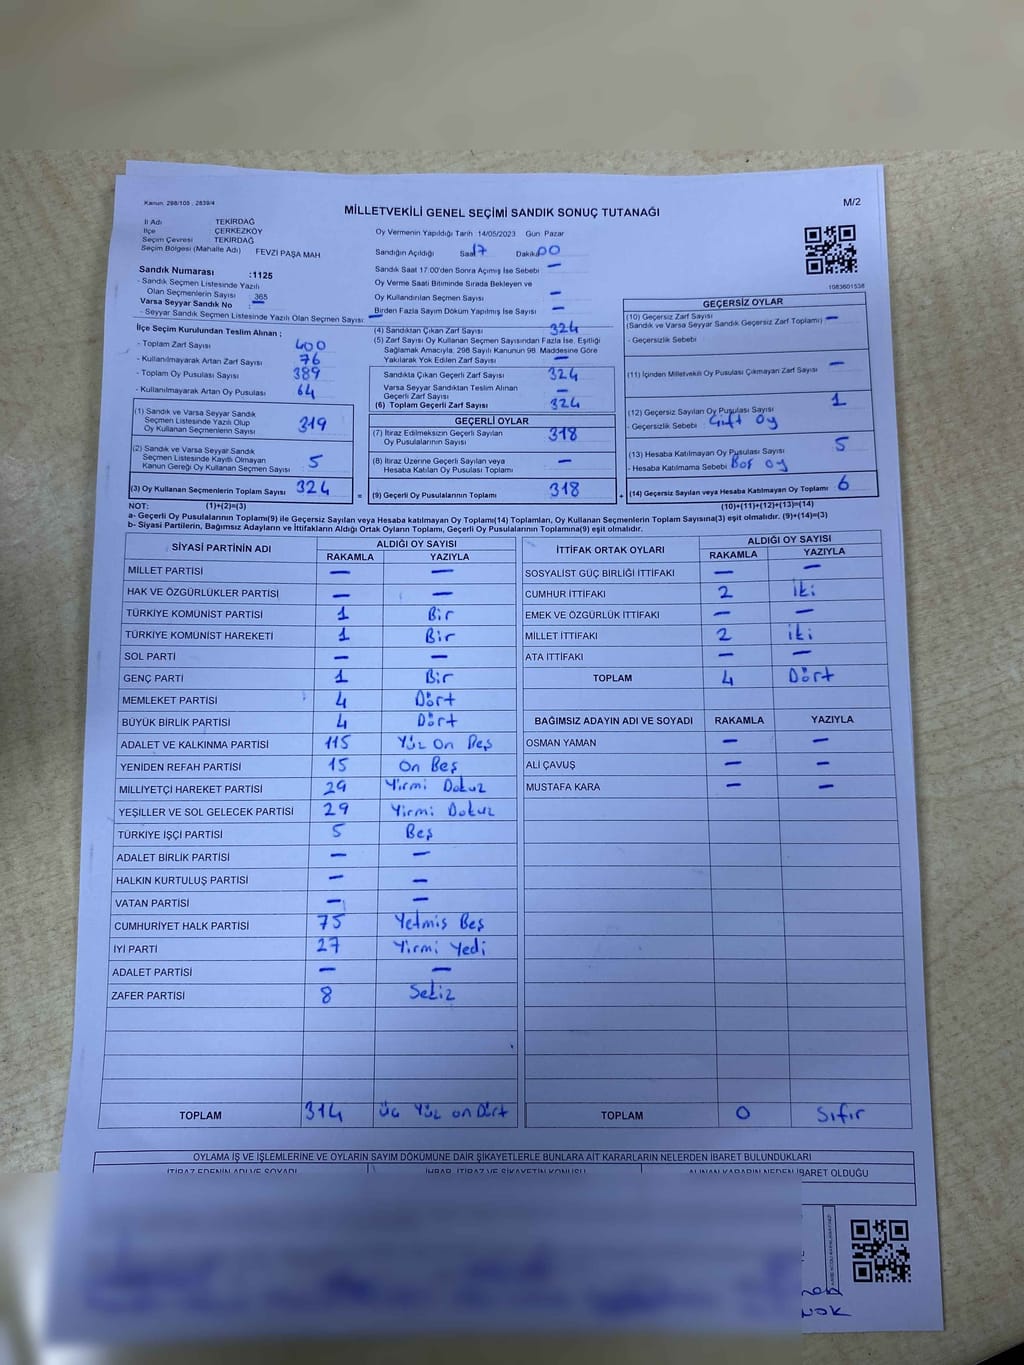 Kanun. 298/105 , 2839/4
M/2
MİLLETVEKİLİ GENEL SEÇİMİ SANDIK SONUÇ TUTANAĞI
İl Adı TEKİRDAĞ
İlçe ÇERKEZKÖY
Seçim Çevresi TEKİRDAĞ
Seçim Bölgesi (Mahalle Adı) FEVZİ PAŞA MAH
Oy Vermenin Yapıldığı Tarih 14/05/2023 Gün Pazar
Sandığın Açıldığı Saat 17 Dakika 00
Sandık Numarası :1125
- Sandık Seçmen Listesinde Yazılı
Olan Seçmenlerin Sayısı 365
Varsa Seyyar Sandık No : —
- Seyyar Sandık Seçmen Listesinde Yazılı Olan Seçmen Sayısı: —
Sandık Saat 17:00'den Sonra Açımış İse Sebebi —
Oy Verme Saati Bitiminde Sırada Bekleyen ve
Oy Kullandırılan Seçmen Sayısı —
Birden Fazla Sayım Döküm Yapılmış İse Sayısı —
1083601538
İlçe Seçim Kurulundan Teslim Alınan ;
- Toplam Zarf Sayısı 400
- Kullanılmayarak Artan Zarf Sayısı 76
- Toplam Oy Pusulası Sayısı 389
- Kullanılmayarak Artan Oy Pusulası 64
(1) Sandık ve Varsa Seyyar Sandık
Seçmen Listesinde Yazılı Olup
Oy Kullanan Seçmenlerin Sayısı 319
(2) Sandık ve Varsa Seyyar Sandık
Seçmen Listesinde Kayıtlı Olmayan
Kanun Gereği Oy Kullanan Seçmen Sayısı 5
(3) Oy Kullanan Seçmenlerin Toplam Sayısı 324
(4) Sandıktan Çıkan Zarf Sayısı 324
(5) Zarf Sayısı Oy Kullanan Seçmen Sayısından Fazla İse, Eşitliği
Sağlamak Amacıyla, 298 Sayılı Kanunun 98. Maddesine Göre
Yakılarak Yok Edilen Zarf Sayısı —
Sandıkta Çıkan Geçerli Zarf Sayısı 324
Varsa Seyyar Sandıktan Teslim Alınan
Geçerli Zarf Sayısı —
(6) Toplam Geçerli Zarf Sayısı 324
GEÇERLİ OYLAR
(7) İtiraz Edilmeksizin Geçerli Sayılan
Oy Pusulalarının Sayısı 318
(8) İtiraz Üzerine Geçerli Sayılan veya
Hesaba Katılan Oy Pusulası Toplamı —
= (9) Geçerli Oy Pusulalarının Toplamı 318
GEÇERSİZ OYLAR
(10) Geçersiz Zarf Sayısı
(Sandık ve Varsa Seyyar Sandık Geçersiz Zarf Toplamı) —
- Geçersizlik Sebebi
(11) İçinden Milletvekili Oy Pusulası Çıkmayan Zarf Sayısı —
(12) Geçersiz Sayılan Oy Pusulası Sayısı 1
- Geçersizlik Sebebi : Çift Oy
(13) Hesaba Katılmayan Oy Pusulası Sayısı 5
- Hesaba Katılmama Sebebi Boş oy
+ (14) Geçersiz Sayılan veya Hesaba Katılmayan Oy Toplamı 6
NOT: (1)+(2)=(3) (10)+(11)+(12)+(13)=(14)
a- Geçerli Oy Pusulalarının Toplamı(9) ile Geçersiz Sayılan veya Hesaba katılmayan Oy Toplamı(14) Toplamları, Oy Kullanan Seçmenlerin Toplam Sayısına(3) eşit olmalıdır. (9)+(14)=(3)
b- Siyasi Partilerin, Bağımsız Adayların ve İttifakların Aldığı Ortak Oyların Toplamı, Geçerli Oy Pusulalarının Toplamına(9) eşit olmalıdır.
SİYASİ PARTİNİN ADI ALDIĞI OY SAYISI
RAKAMLA YAZIYLA
MİLLET PARTİSİ — —
HAK VE ÖZGÜRLÜKLER PARTİSİ — —
TÜRKİYE KOMÜNİST PARTİSİ 1 Bir
TÜRKİYE KOMÜNİST HAREKETİ 1 Bir
SOL PARTİ — —
GENÇ PARTİ 1 Bir
MEMLEKET PARTİSİ 4 Dört
BÜYÜK BİRLİK PARTİSİ 4 Dört
ADALET VE KALKINMA PARTİSİ 115 Yüz On Beş
YENİDEN REFAH PARTİSİ 15 On Beş
MİLLİYETÇİ HAREKET PARTİSİ 29 Yirmi Dokuz
YEŞİLLER VE SOL GELECEK PARTİSİ 29 Yirmi Dokuz
TÜRKİYE İŞÇİ PARTİSİ 5 Beş
ADALET BİRLİK PARTİSİ — —
HALKIN KURTULUŞ PARTİSİ — —
VATAN PARTİSİ — —
CUMHURİYET HALK PARTİSİ 75 Yetmiş Beş
İYİ PARTİ 27 Yirmi Yedi
ADALET PARTİSİ — —
ZAFER PARTİSİ 8 Sekiz
TOPLAM 314 üç Yüz on Dört
İTTİFAK ORTAK OYLARI ALDIĞI OY SAYISI
RAKAMLA YAZIYLA
SOSYALİST GÜÇ BİRLİĞİ İTTİFAKI — —
CUMHUR İTTİFAKI 2 iki
EMEK VE ÖZGÜRLÜK İTTİFAKI — —
MİLLET İTTİFAKI 2 iki
ATA İTTİFAKI — —
TOPLAM 4 Dört
BAĞIMSIZ ADAYIN ADI VE SOYADI RAKAMLA YAZIYLA
OSMAN YAMAN — —
ALİ ÇAVUŞ — —
MUSTAFA KARA — —
TOPLAM 0 Sıfır
OYLAMA İŞ VE İŞLEMLERİNE VE OYLARIN SAYIM DÖKÜMÜNE DAİR ŞİKAYETLERLE BUNLARA AİT KARARLARIN NELERDEN İBARET BULUNDUKLARI
İTİRAZ EDENİN ADI VE SOYADI İHBAR, İTİRAZ VE ŞİKAYETİN KONUSU ALINAN KARARIN NEDEN İBARET OLDUĞU